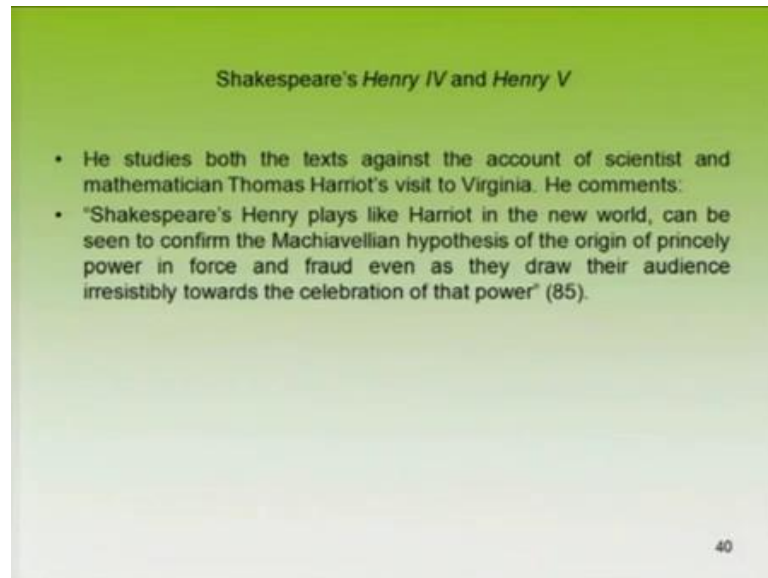 Shakespeare's Henry IV and Henry V
• He studies both the texts against the account of scientist and
mathematician Thomas Harriot's visit to Virginia. He comments:
• "Shakespeare's Henry plays like Harriot in the new world, can be
seen to confirm the Machiavellian hypothesis of the origin of princely
power in force and fraud even as they draw their audience
irresistibly towards the celebration of that power" (85).
40